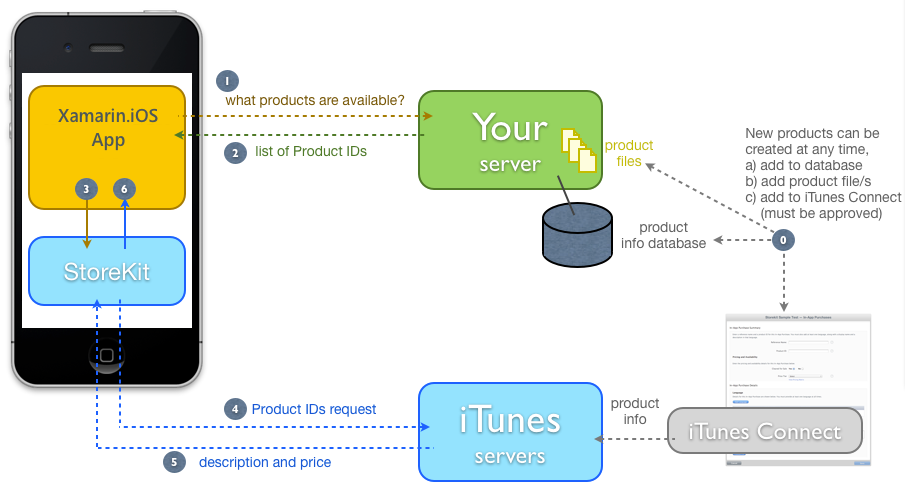 1
what products are available?
Xamarin.iOS
App
2
list of Product IDs
Your
server
product
files
New products can be
created at any time,
a) add to database
b) add product file/s
c) add to iTunes Connect
(must be approved)
3
6
0
product
info database
StoreKit
4
Product IDs request
5
description and price
iTunes
servers
product
info
iTunes Connect